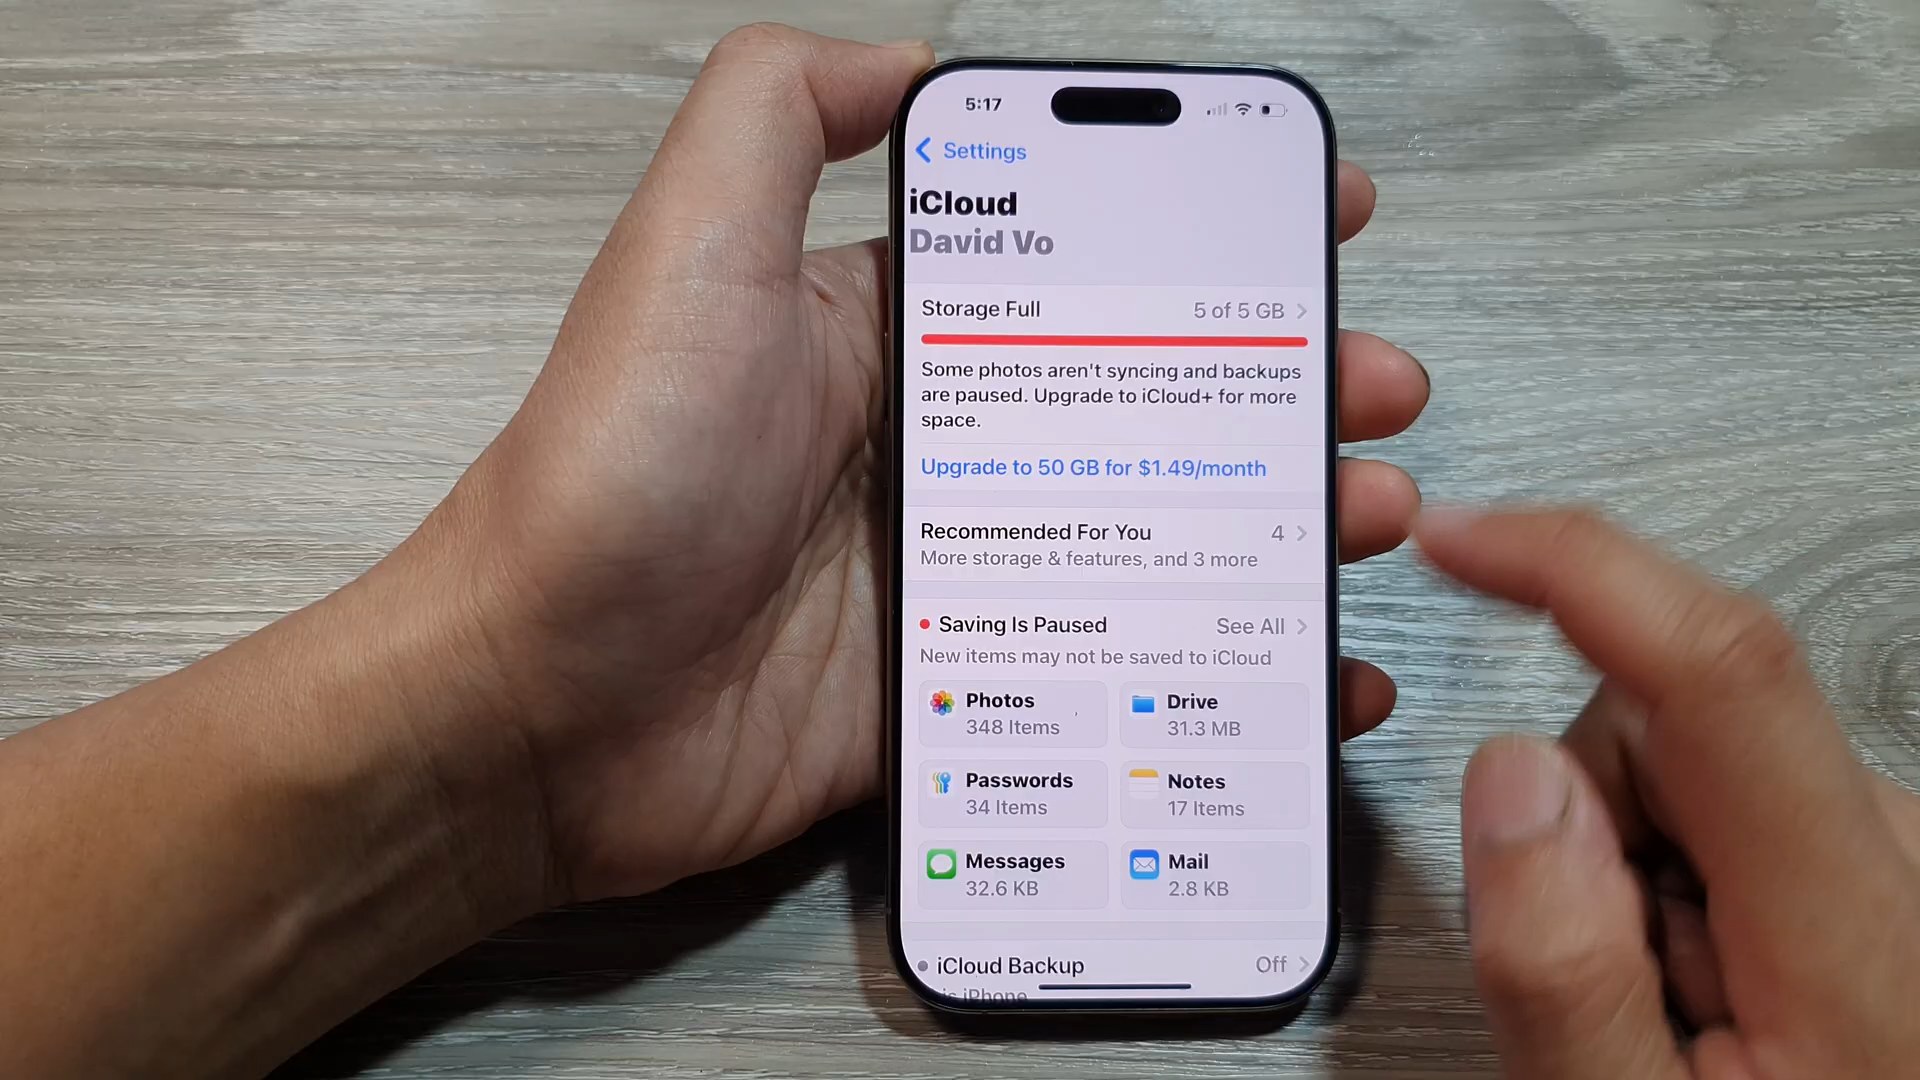 5:17
Settings
iCloud
David Vo
Storage Full 5 of 5 GB
Some photos aren't syncing and backups
are paused. Upgrade to iCloud+ for more
space.
Upgrade to 50 GB for $1.49/month
Recommended For You 4
More storage & features, and 3 more
Saving Is Paused See All
New items may not be saved to iCloud
Photos
348 Items
Drive
31.3 MB
Passwords
34 Items
Notes
17 Items
Messages
32.6 KB
Mail
2.8 KB
iCloud Backup Off
is iPhone